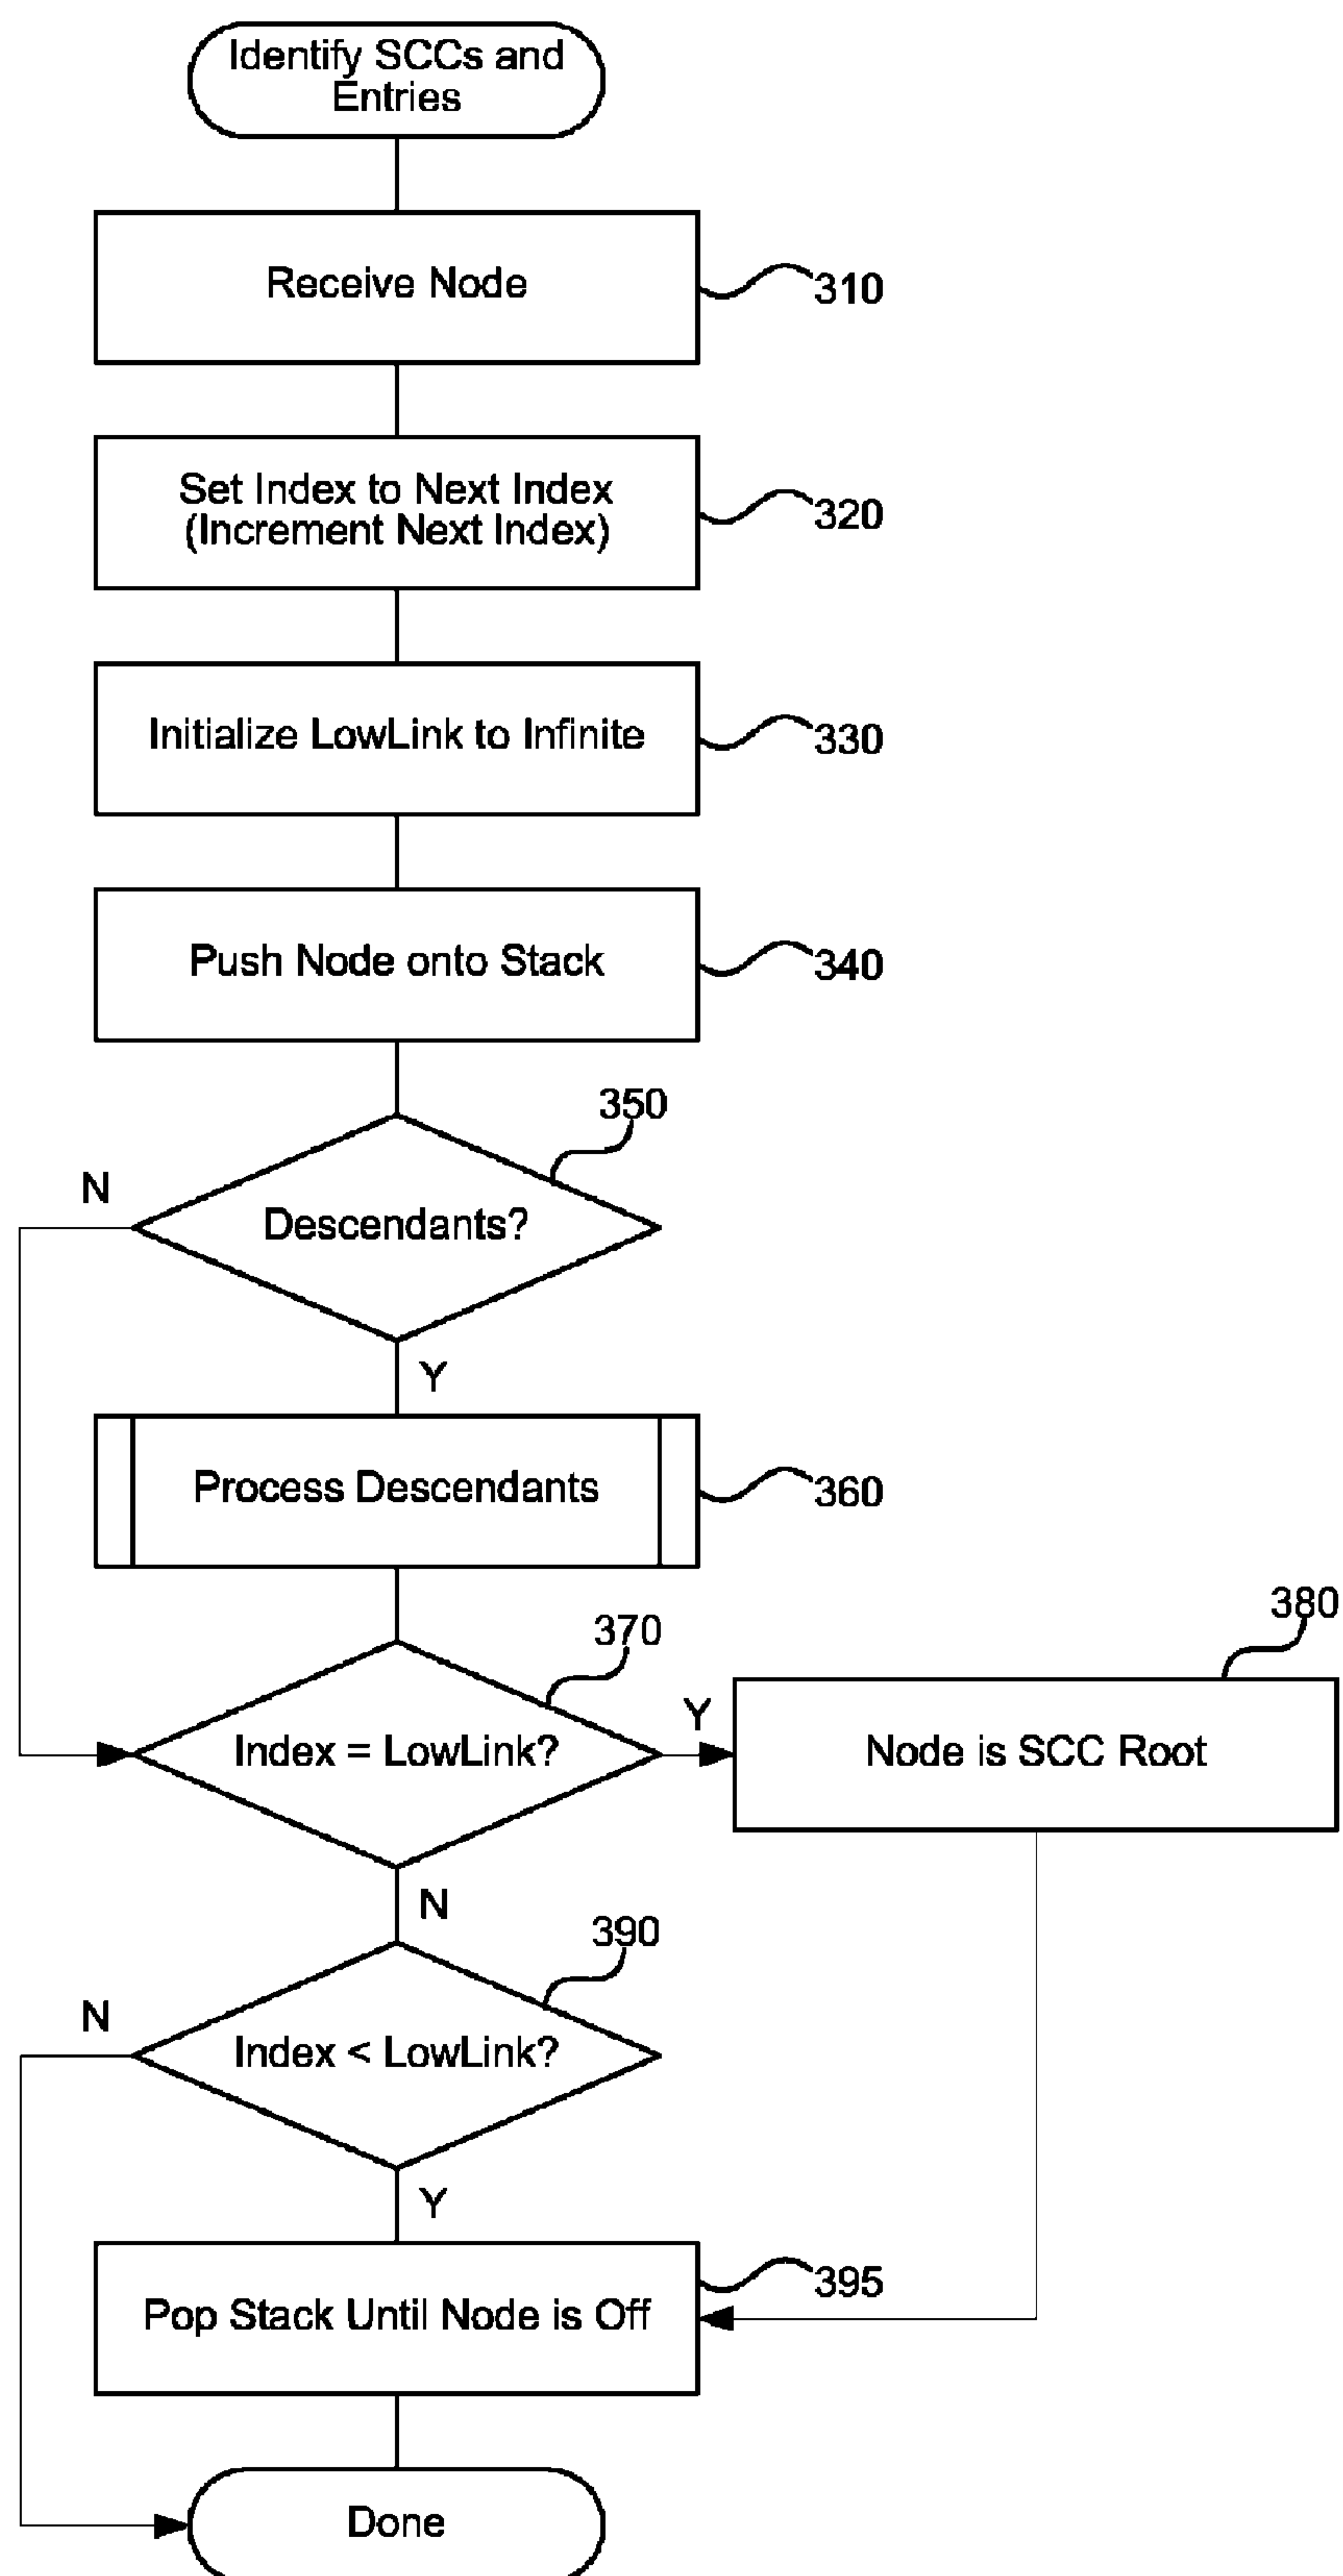 Identify SCCs and
Entries
Receive Node
310
Set Index to Next Index
(Increment Next Index)
320
Initialize LowLink to Infinite
330
Push Node onto Stack
340
350
N
Descendants?
Y
Process Descendants
360
370
380
Index = LowLink?
Y
Node is SCC Root
N
390
N
Index < LowLink?
Y
395
Pop Stack Until Node is Off
Done